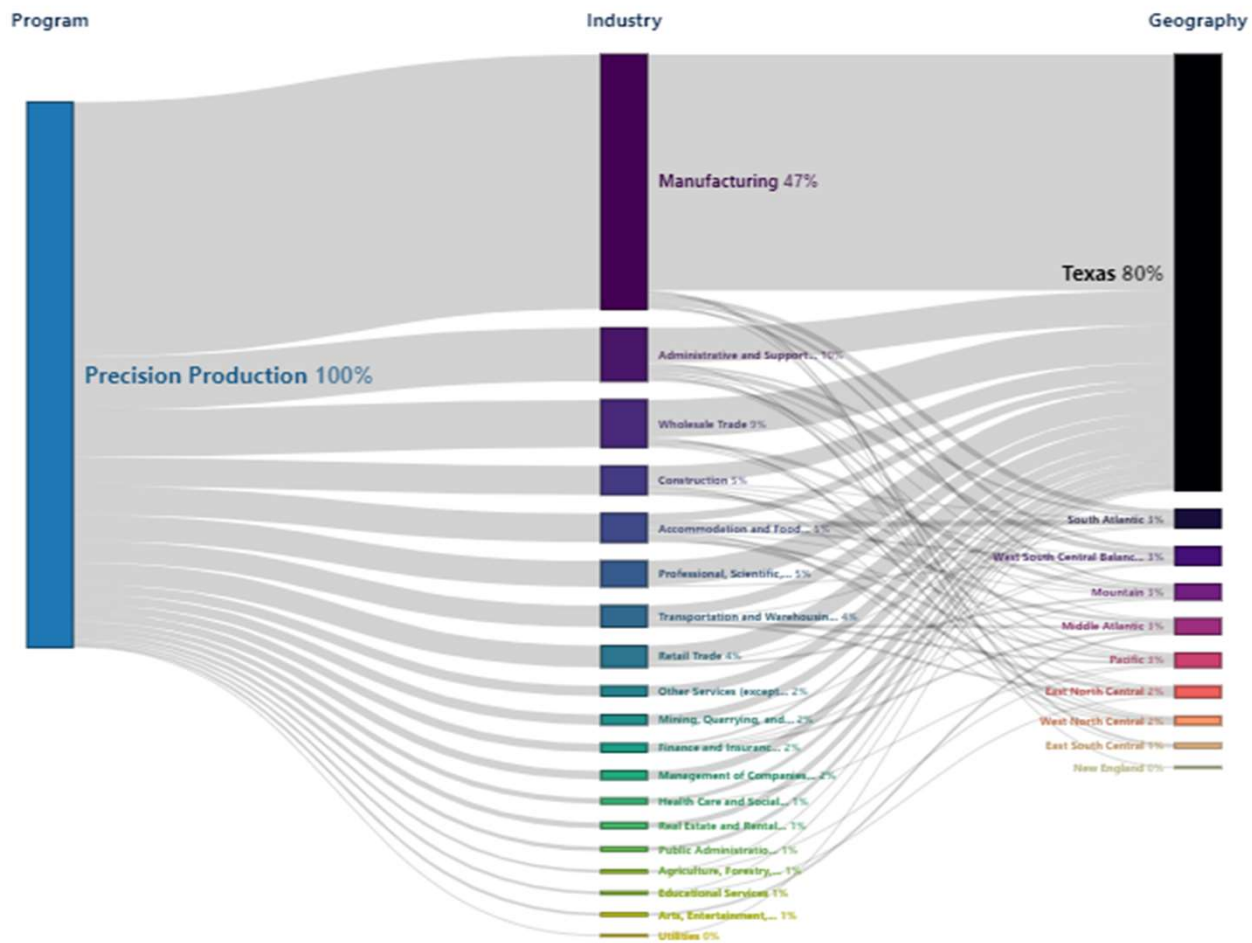 Program
Industry
Geography
Precision Production 100%
Manufacturing 47%
Administrative and Support... 10%
Wholesale Trade 9%
Construction 5%
Accommodation and Food... 5%
Professional, Scientific,... 5%
Transportation and Warehousin... 4%
Retail Trade 4%
Other Services (except... 2%
Mining, Quarrying, and... 2%
Finance and Insuranc... 2%
Management of Companies... 2%
Health Care and Social... 1%
Real Estate and Rental... 1%
Public Administratio... 1%
Agriculture, Forestry,... 1%
Educational Services 1%
Arts, Entertainment,... 1%
Utilities 0%
Texas 80%
South Atlantic 3%
West South Central Balanc... 3%
Mountain 3%
Middle Atlantic 3%
Pacific 3%
East North Central 2%
West North Central 2%
East South Central 1%
New England 0%